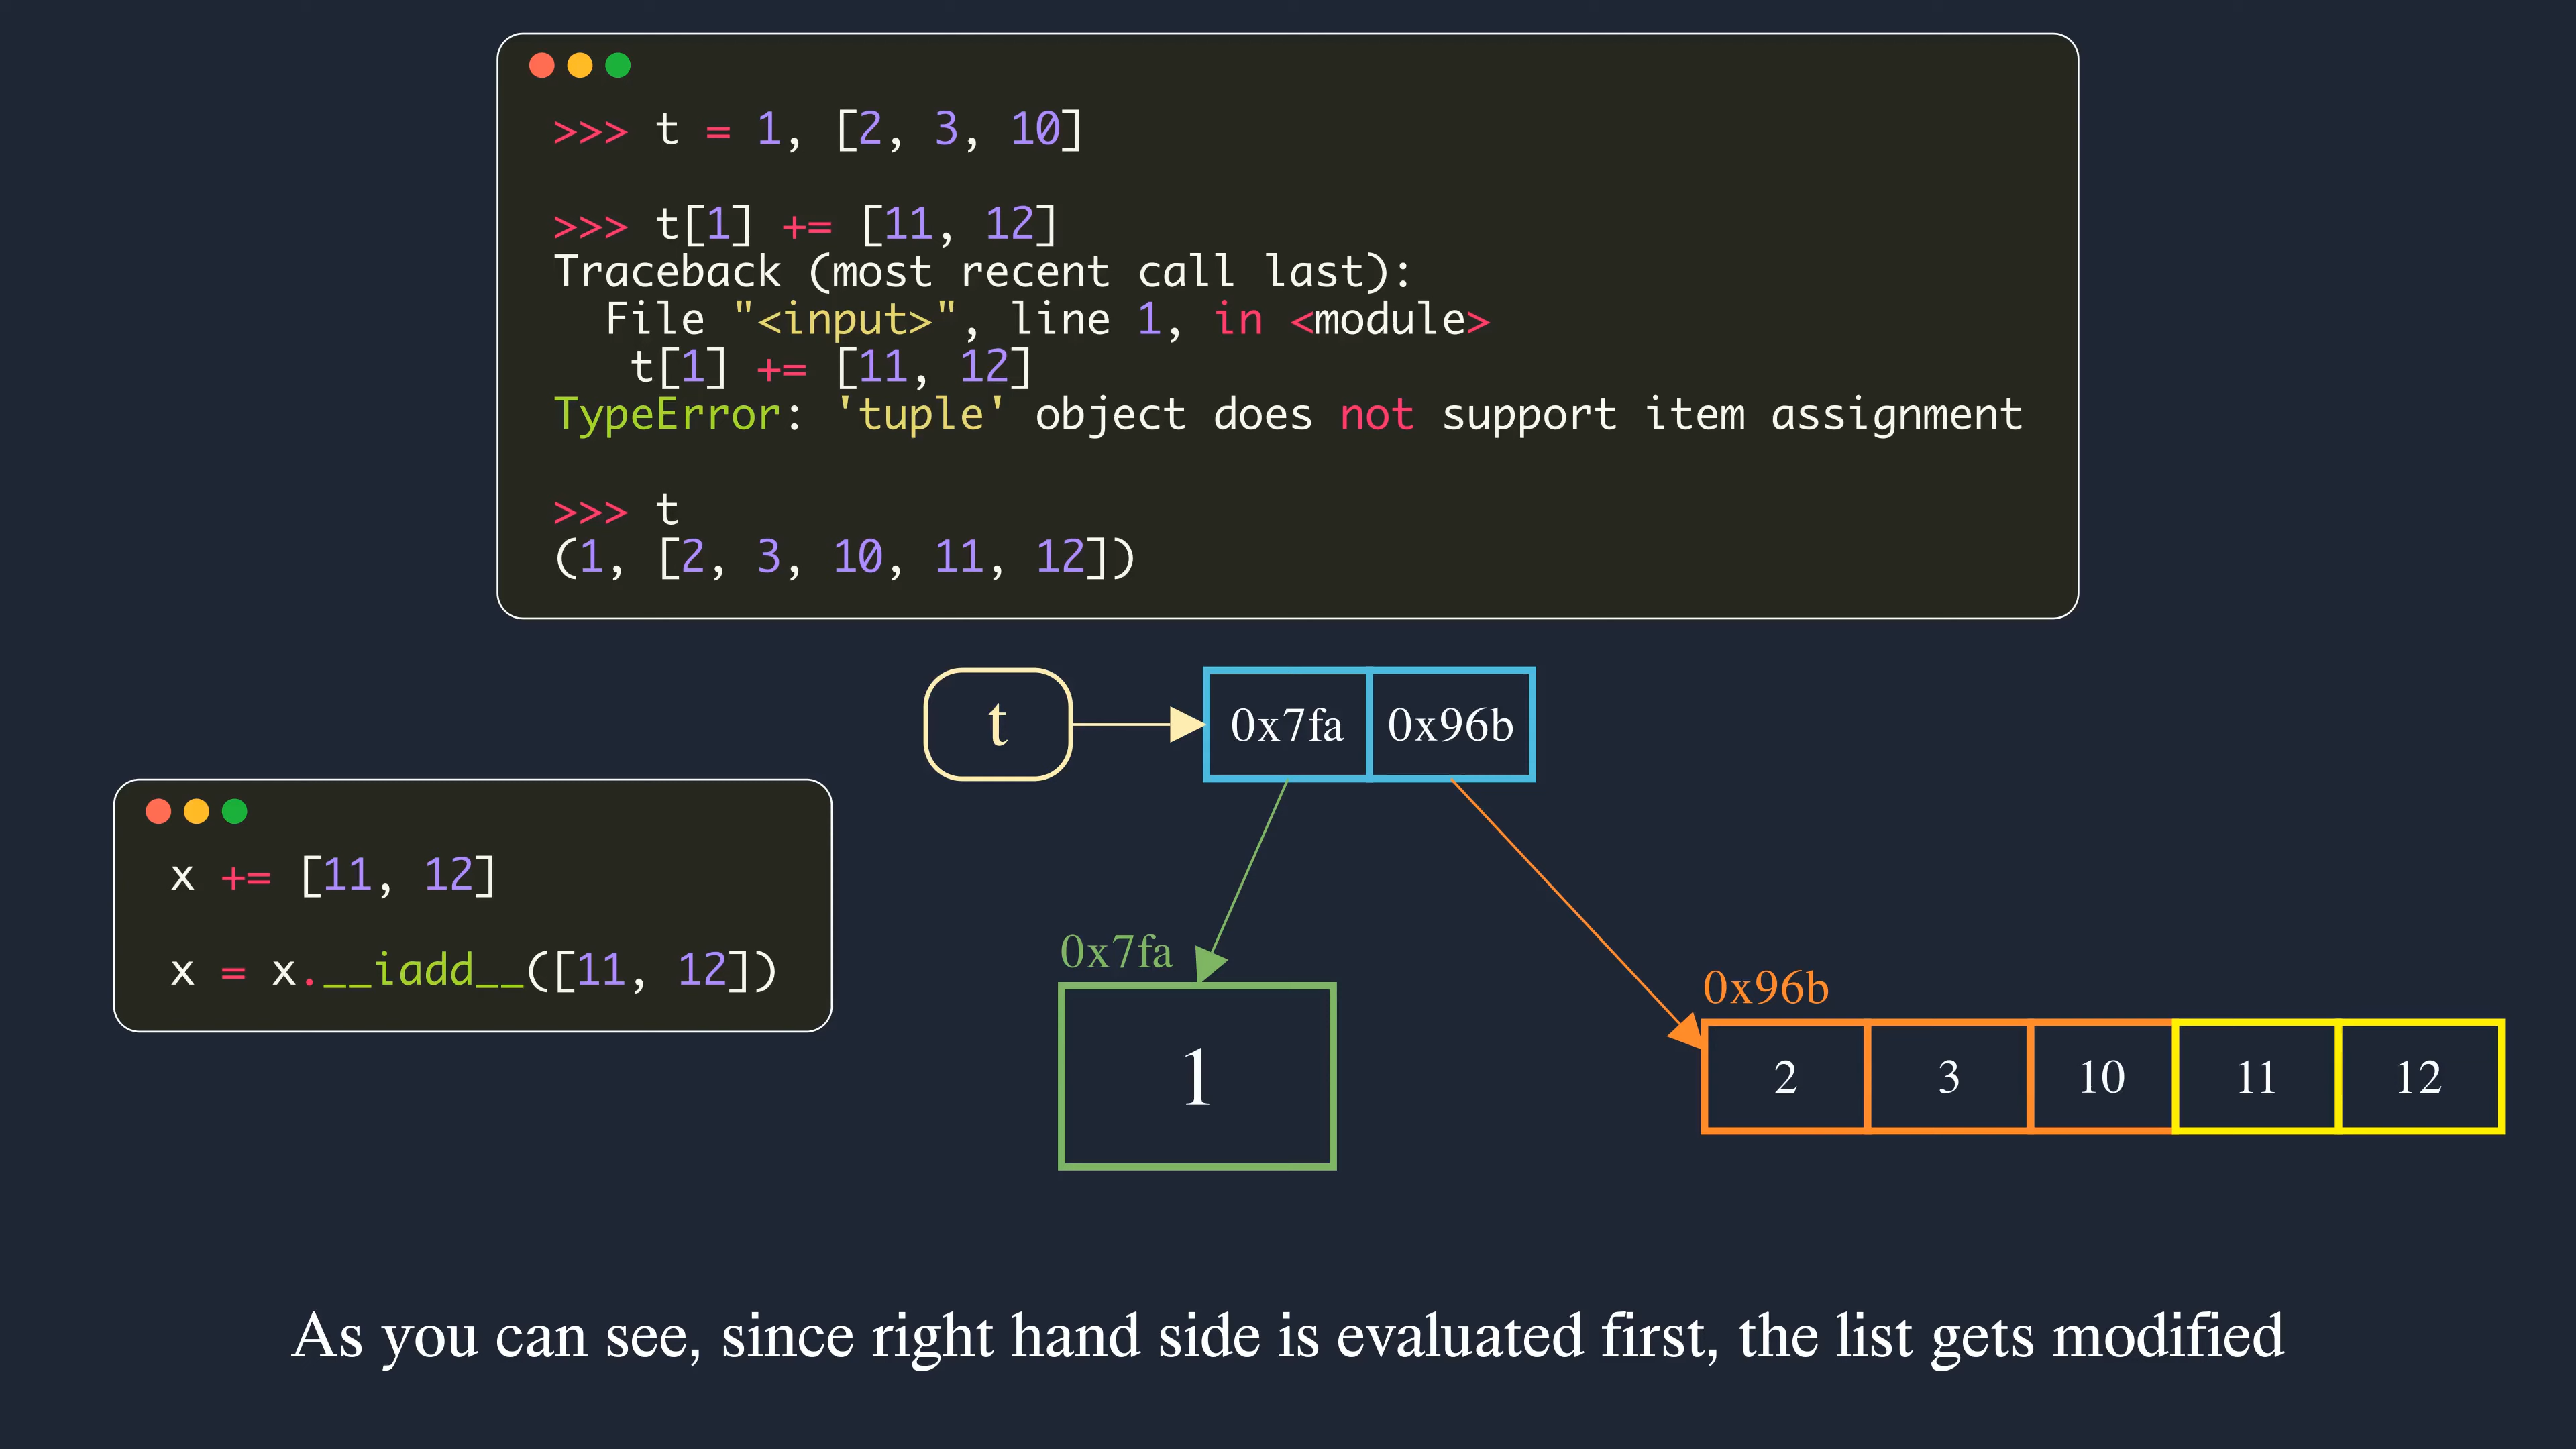 >>> t = 1, [2, 3, 10]
>>> t[1] += [11, 12]
Traceback (most recent call last):
  File "<input>", line 1, in <module>
   t[1] += [11, 12]
TypeError: 'tuple' object does not support item assignment
>>> t
(1, [2, 3, 10, 11, 12])
t
0x7fa 0x96b
x += [11, 12]
x = x.__iadd__([11, 12])
0x7fa
1
0x96b
2 3 10 11 12
As you can see, since right hand side is evaluated first, the list gets modified